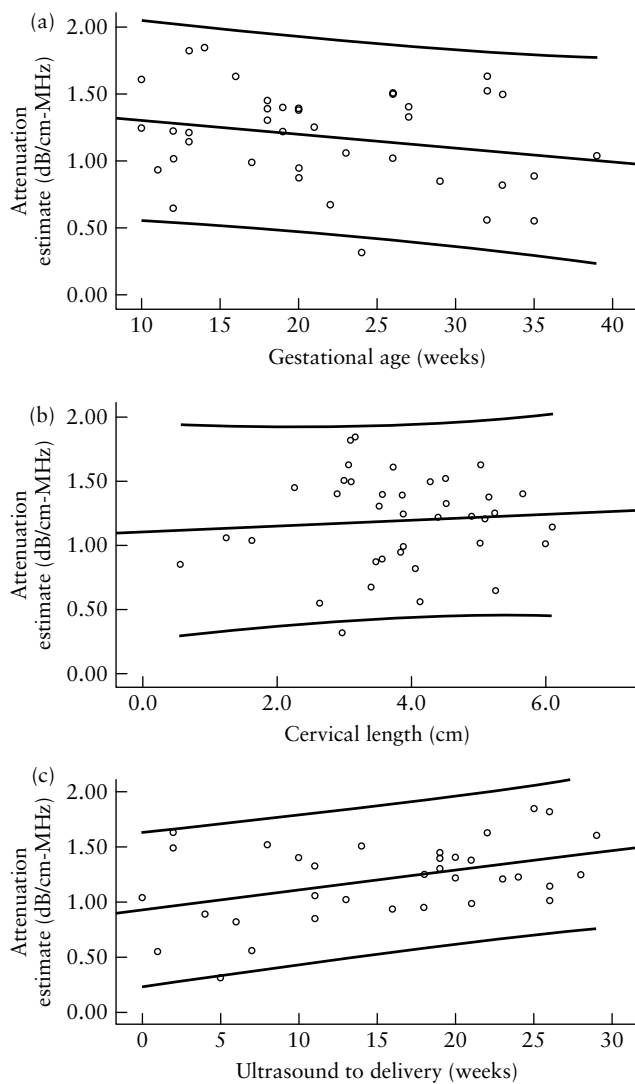 (a)
2.00
1.50
1.00
0.50
0.00
Attenuation
estimate (dB/cm-MHz)
10 15 20 25 30 35 40
Gestational age (weeks)
(b)
2.00
1.50
1.00
0.50
0.00
Attenuation
estimate (dB/cm-MHz)
0.0 2.0 4.0 6.0
Cervical length (cm)
(c)
2.00
1.50
1.00
0.50
0.00
Attenuation
estimate (dB/cm-MHz)
0 5 10 15 20 25 30
Ultrasound to delivery (weeks)